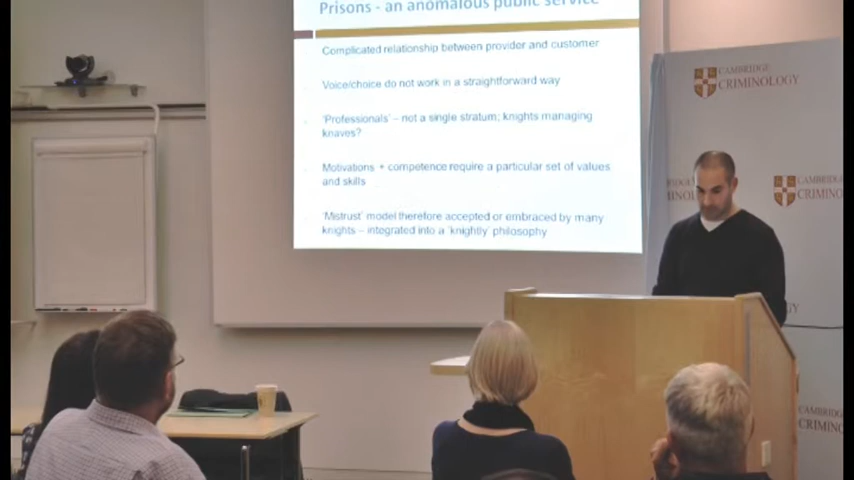 Prisons - an anomalous public service
Complicated relationship between provider and customer
Voice/choice do not work in a straightforward way
'Professionals' – not a single stratum; knights managing
knaves?
Motivations + competence require a particular set of values
and skills
'Mistrust' model therefore accepted or embraced by many
knights – integrated into a 'knightly' philosophy
CAMBRIDGE
CRIMINOLOGY
CAMBRIDGE
CRIMINO
CAMBRIDGE
CRIMIN